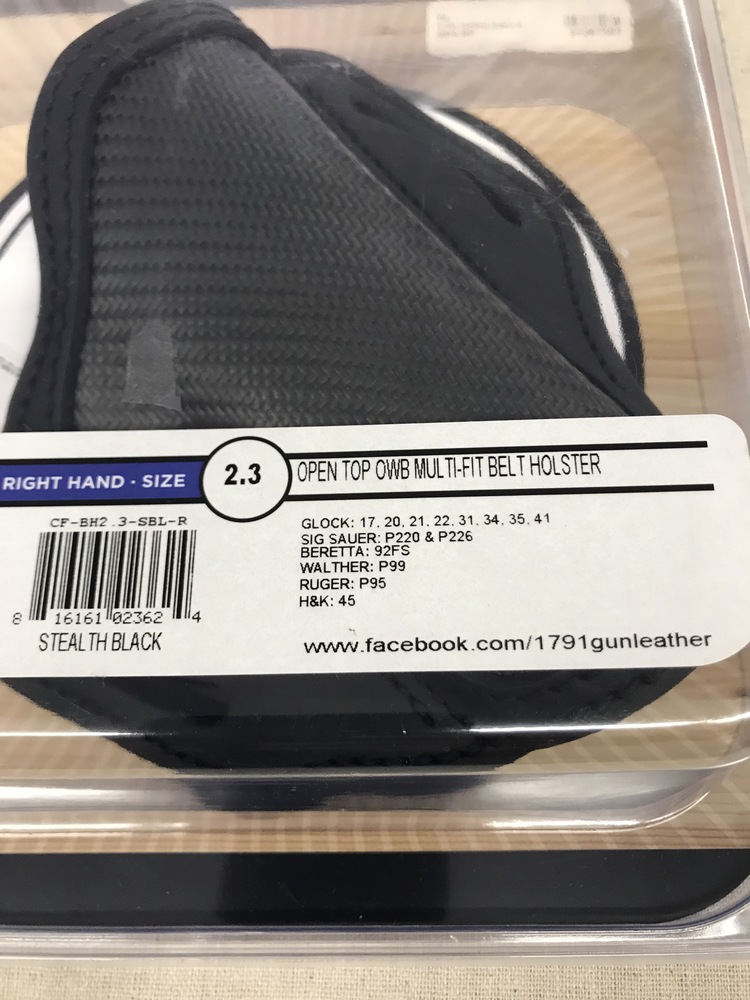 RIGHT HAND · SIZE
2.3
OPEN TOP OWB MULTI-FIT BELT HOLSTER
CF-BH2.3-SBL-R
8 16161 02362 4
STEALTH BLACK
GLOCK: 17, 20, 21, 22, 31, 34, 35, 41
SIG SAUER: P220 & P226
BERETTA: 92FS
WALTHER: P99
RUGER: P95
H&K: 45
www.facebook.com/1791gunleather